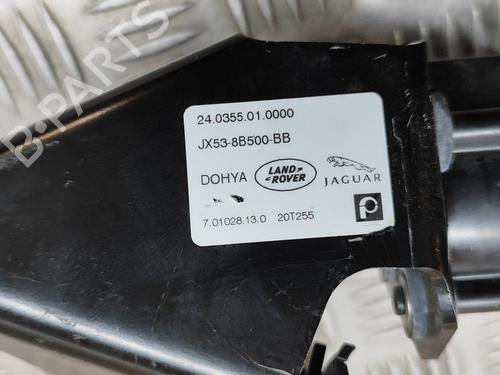 B-PARTS
24.0355.01.0000
JX53-8B500-BB
DOHYA LAND ROVER JAGUAR
7.01028.13.0 20T255